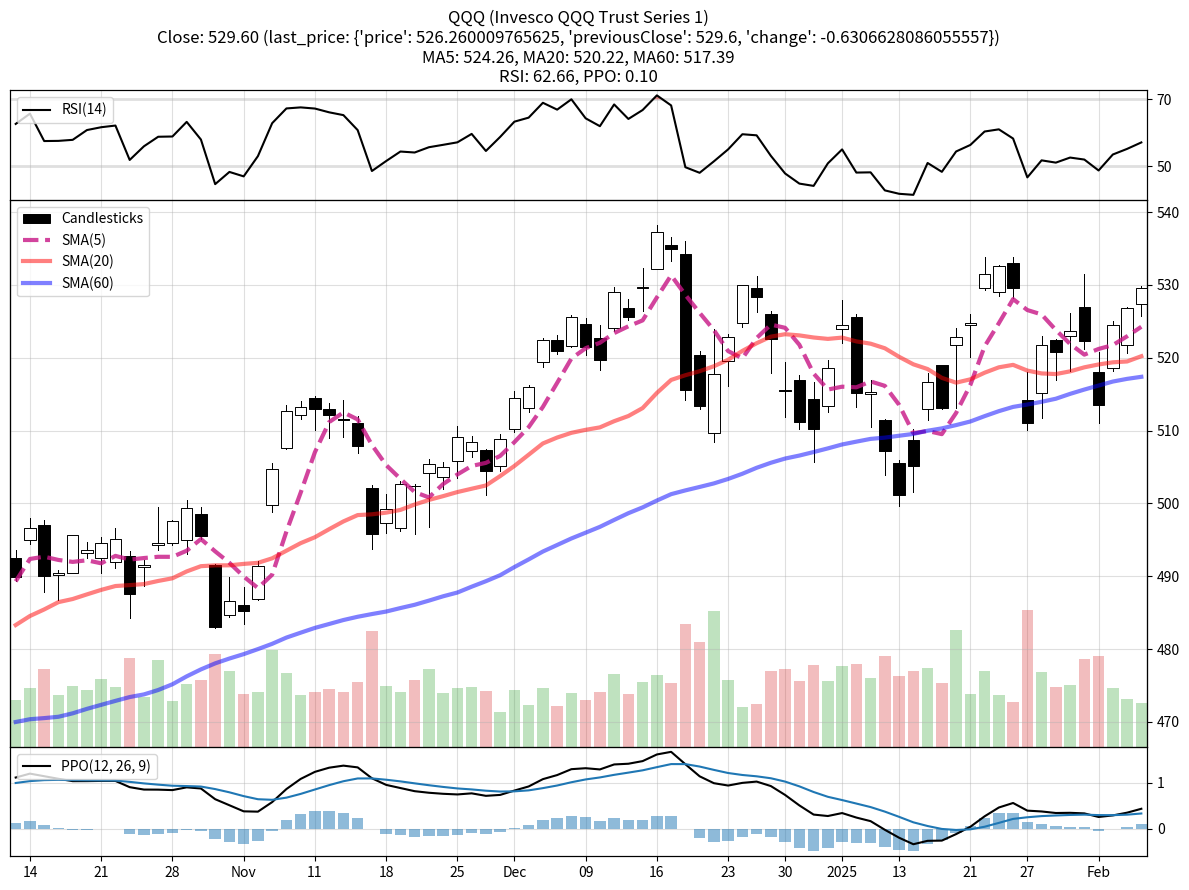 QQQ (Invesco QQQ Trust Series 1)
Close: 529.60 (last_price: {'price': 526.260009765625, 'previousClose': 529.6, 'change': -0.6306628086055557})
MA5: 524.26, MA20: 520.22, MA60: 517.39
RSI: 62.66, PPO: 0.10
RSI(14)
70
50
Candlesticks
SMA(5)
SMA(20)
SMA(60)
540
530
520
510
500
490
480
470
PPO(12, 26, 9)
1
0
14 21 28 Nov 11 18 25 Dec 09 16 23 30 2025 13 21 27 Feb